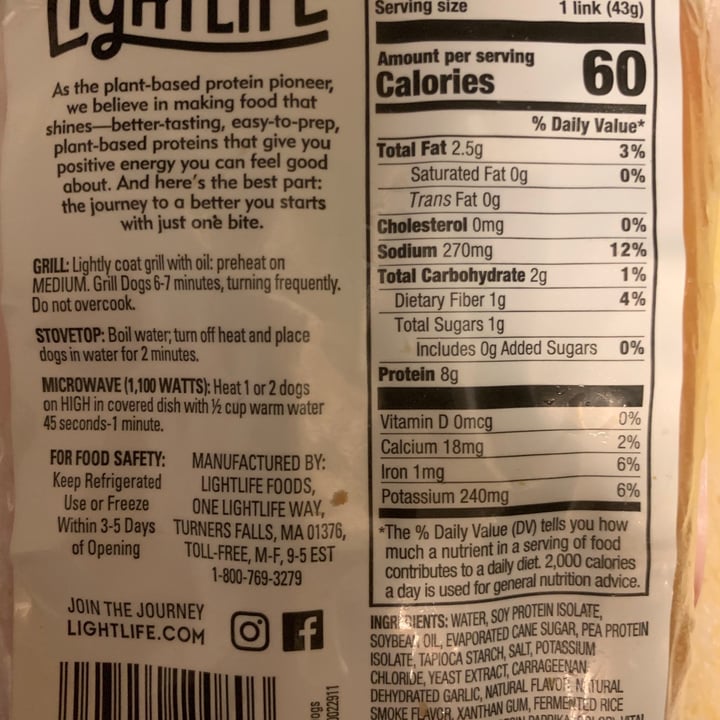 LIGHTLIFE
As the plant-based protein pioneer,
we believe in making food that
shines—better-tasting, easy-to-prep,
plant-based proteins that give you
positive energy you can feel good
about. And here's the best part:
the journey to a better you starts
with just one bite.
GRILL: Lightly coat grill with oil: preheat on
MEDIUM. Grill Dogs 6-7 minutes, turning frequently.
Do not overcook.
STOVETOP: Boil water; turn off heat and place
dogs in water for 2 minutes.
MICROWAVE (1,100 WATTS): Heat 1 or 2 dogs
on HIGH in covered dish with ½ cup warm water
45 seconds-1 minute.
FOR FOOD SAFETY:
Keep Refrigerated
Use or Freeze
Within 3-5 Days
of Opening
MANUFACTURED BY:
LIGHTLIFE FOODS,
ONE LIGHTLIFE WAY,
TURNERS FALLS, MA 01376,
TOLL-FREE, M-F, 9-5 EST
1-800-769-3279
JOIN THE JOURNEY
LIGHTLIFE.COM
0022911
Serving size 1 link (43g)
Amount per serving
Calories 60
% Daily Value*
Total Fat 2.5g 3%
Saturated Fat 0g 0%
Trans Fat 0g
Cholesterol 0mg 0%
Sodium 270mg 12%
Total Carbohydrate 2g 1%
Dietary Fiber 1g 4%
Total Sugars 1g
Includes 0g Added Sugars 0%
Protein 8g
Vitamin D 0mcg 0%
Calcium 18mg 2%
Iron 1mg 6%
Potassium 240mg 6%
*The % Daily Value (DV) tells you how
much a nutrient in a serving of food
contributes to a daily diet. 2,000 calories
a day is used for general nutrition advice.
INGREDIENTS: WATER, SOY PROTEIN ISOLATE,
SOYBEAN OIL, EVAPORATED CANE SUGAR, PEA PROTEIN
ISOLATE, TAPIOCA STARCH, SALT, POTASSIUM
CHLORIDE, YEAST EXTRACT, CARRAGEENAN,
DEHYDRATED GARLIC, NATURAL FLAVOR, NATURAL
SMOKE FLAVOR, XANTHAN GUM, FERMENTED RICE